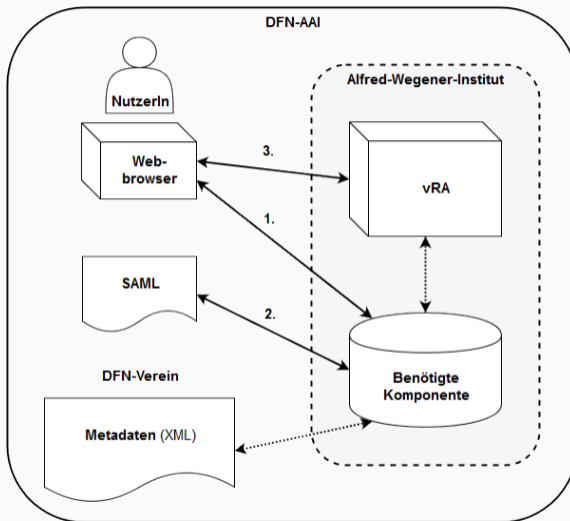 DFN-AAI
NutzerIn
Alfred-Wegener-Institut
Web-
browser
3.
vRA
1.
SAML
2.
Benötigte
Komponente
DFN-Verein
Metadaten (XML)